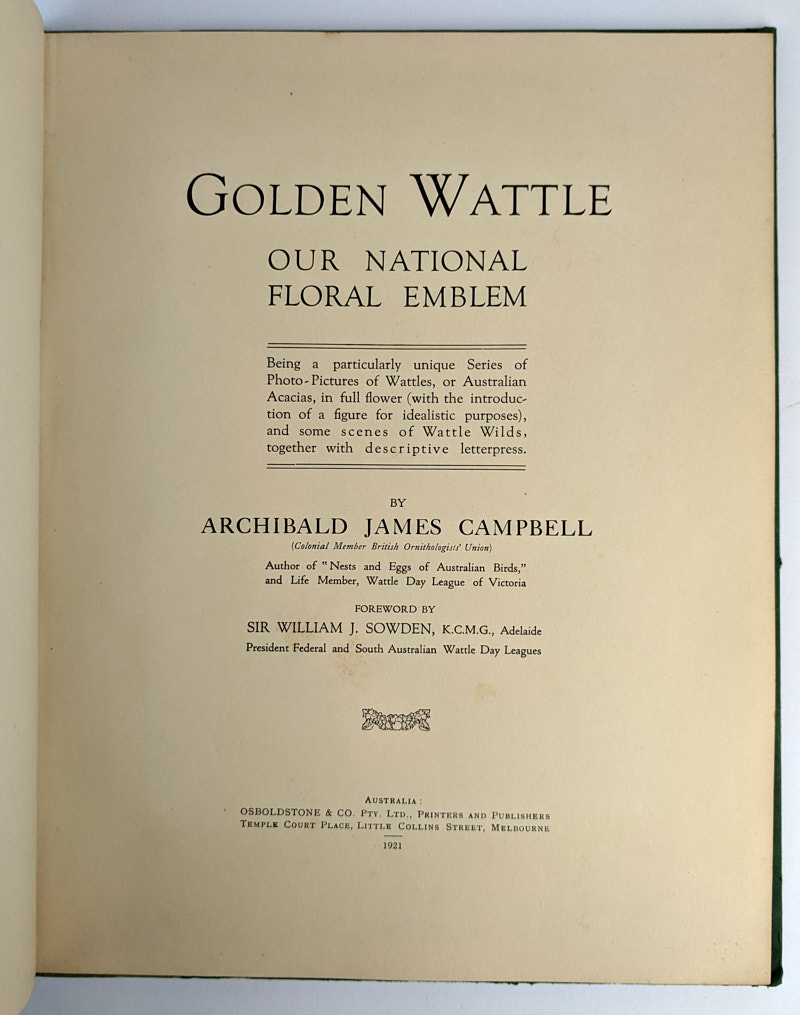 GOLDEN WATTLE
OUR NATIONAL
FLORAL EMBLEM
Being a particularly unique Series of
Photo-Pictures of Wattles, or Australian
Acacias, in full flower (with the introduc-
tion of a figure for idealistic purposes),
and some scenes of Wattle Wilds,
together with descriptive letterpress.
BY
ARCHIBALD JAMES CAMPBELL
(Colonial Member British Ornithologists' Union)
Author of "Nests and Eggs of Australian Birds,"
and Life Member, Wattle Day League of Victoria
FOREWORD BY
SIR WILLIAM J. SOWDEN, K.C.M.G., Adelaide
President Federal and South Australian Wattle Day Leagues
AUSTRALIA:
OSBOLDSTONE & CO. PTY. LTD., PRINTERS AND PUBLISHERS
TEMPLE COURT PLACE, LITTLE COLLINS STREET, MELBOURNE
1921